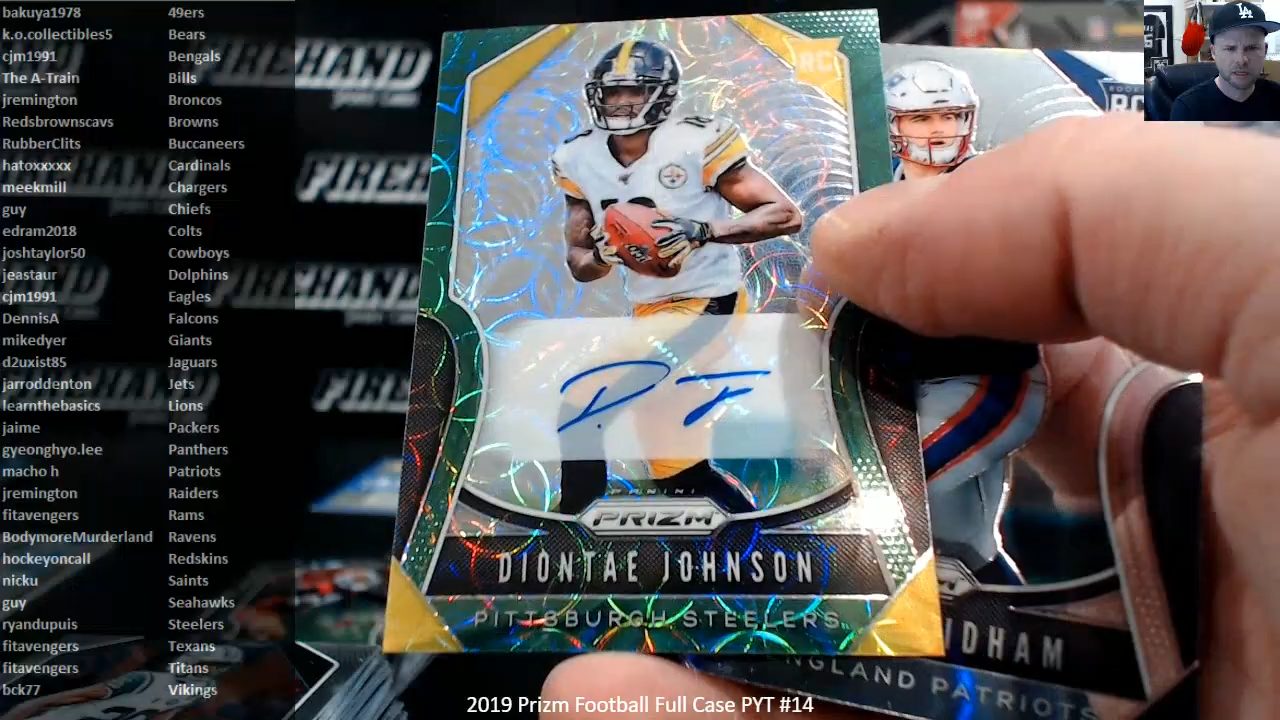 bakuya1978 49ers
k.o.collectibles5 Bears
cjm1991 Bengals
The A-Train Bills
jremington Broncos
Redsbrownscavs Browns
RubberClits Buccaneers
hatoxxxxx Cardinals
meekmill Chargers
guy Chiefs
edram2018 Colts
joshtaylor50 Cowboys
jeastaur Dolphins
cjm1991 Eagles
DennisA Falcons
mikedyer Giants
d2uxist85 Jaguars
jarroddenton Jets
learnthebasics Lions
jaime Packers
gyeonghyo.lee Panthers
macho h Patriots
jremington Raiders
fitavengers Rams
BodymoreMurderland Ravens
hockeyoncall Redskins
nicku Saints
guy Seahawks
ryandupuis Steelers
fitavengers Texans
fitavengers Titans
bck77 Vikings
FIREHAND
RC
RC
LA
D. J
PANINI
PRIZM
DIONTAE JOHNSON
PITTSBURGH STEELERS
IDHAM
NGLAND PATRIOTS
2019 Prizm Football Full Case PYT #14